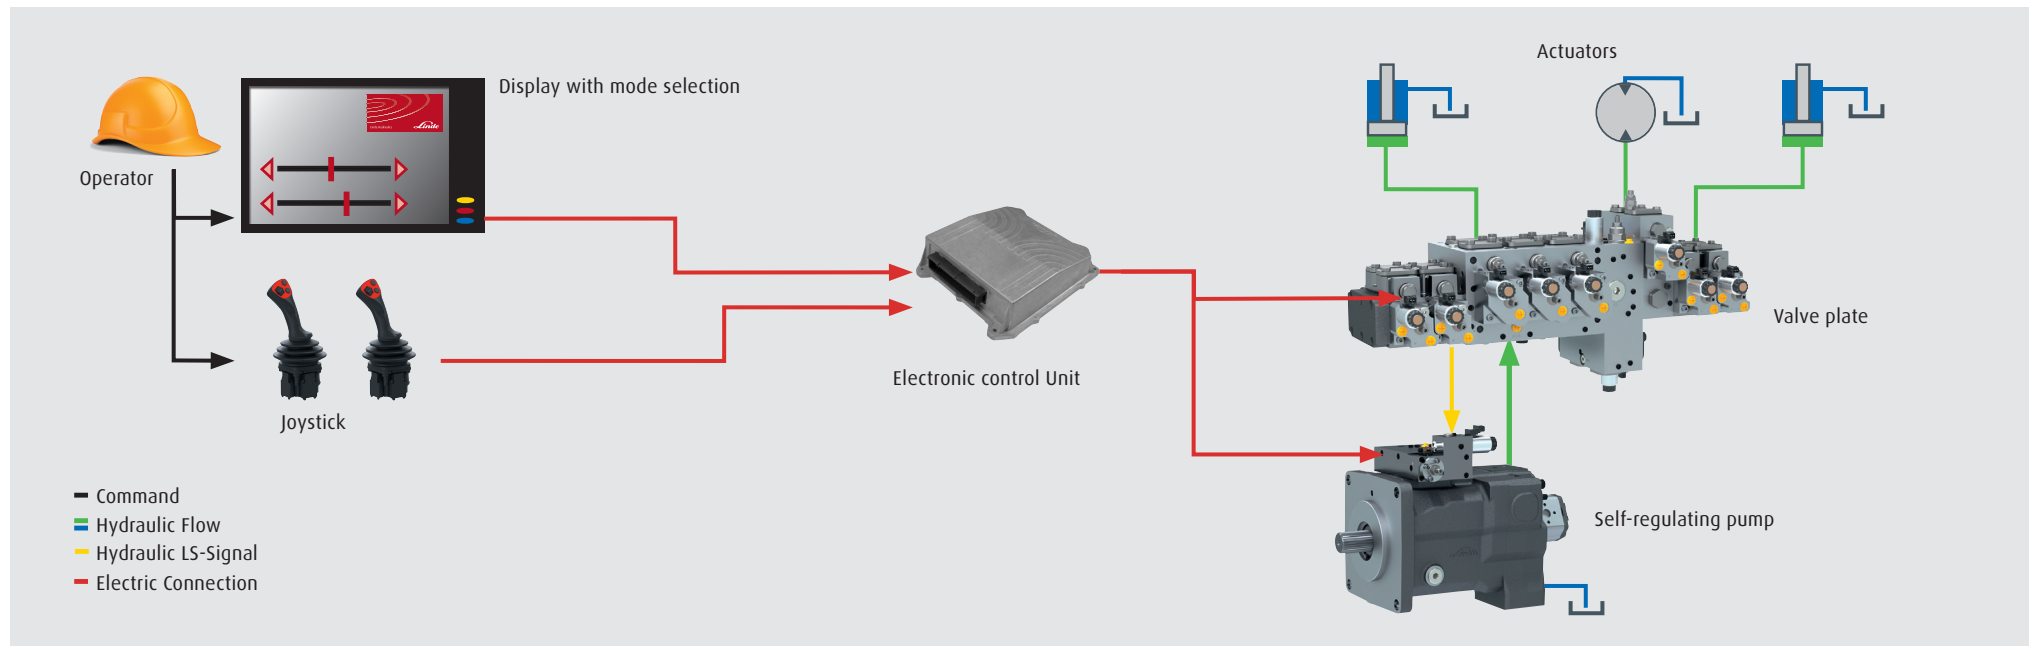 Actuators
Display with mode selection
Linde
Operator
Valve plate
Electronic control Unit
Joystick
Command
Hydraulic Flow
Hydraulic LS-Signal
Electric Connection
Self-regulating pump